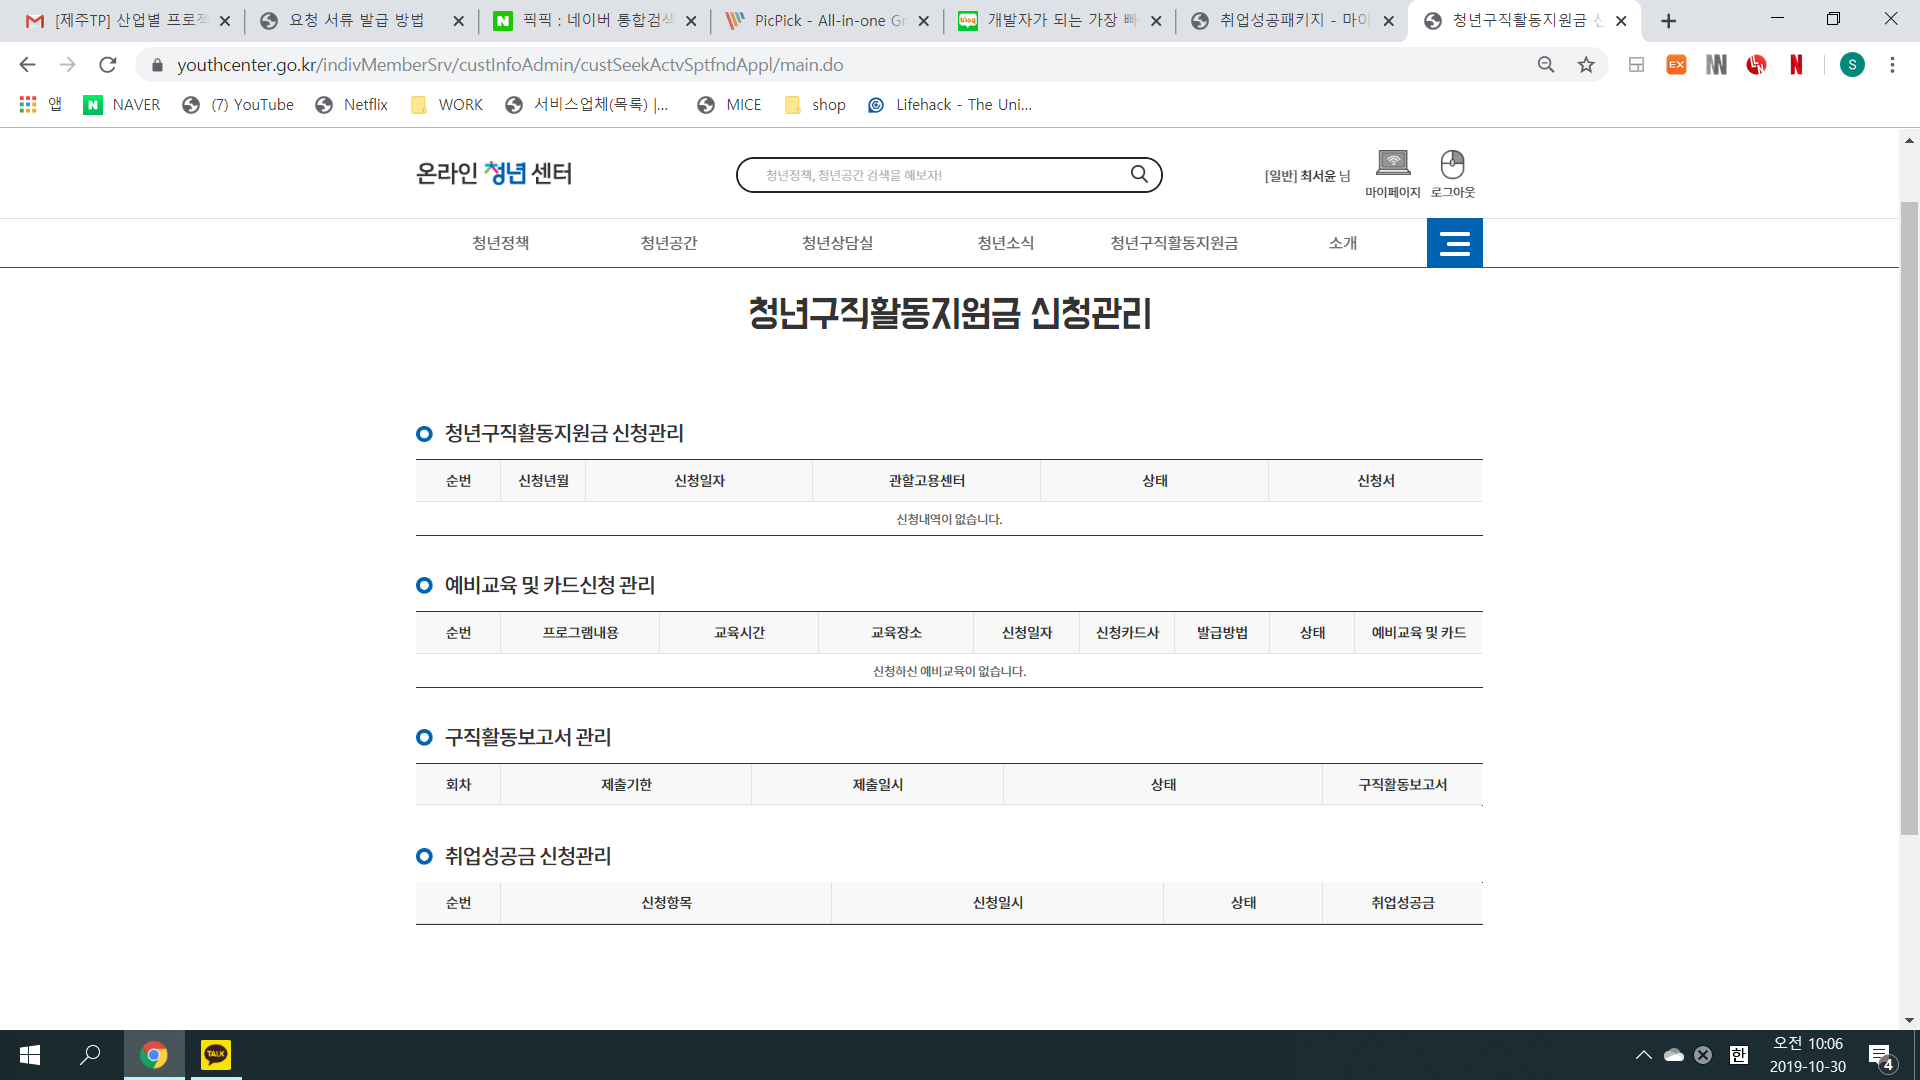 [제주TP] 산업별 프로젝
요청 서류 발급 방법
픽픽 : 네이버 통합검색
PicPick - All-in-one Gr
개발자가 되는 가장 빠
취업성공패키지 - 마이
청년구직활동지원금 신
youthcenter.go.kr/indivMemberSrv/custInfoAdmin/custSeekActvSptfndAppl/main.do
EX
S
앱
NAVER
(7) YouTube
Netflix
WORK
서비스업체(목록) |...
MICE
shop
Lifehack - The Uni...
온라인 청년 센터
청년정책, 청년공간 검색을 해보자!
[일반] 최서윤 님
마이페이지
로그아웃
청년정책
청년공간
청년상담실
청년소식
청년구직활동지원금
소개
청년구직활동지원금 신청관리
청년구직활동지원금 신청관리
순번 신청년월 신청일자 관할고용센터 상태 신청서
신청내역이 없습니다.
예비교육 및 카드신청 관리
순번 프로그램내용 교육시간 교육장소 신청일자 신청카드사 발급방법 상태 예비교육 및 카드
신청하신 예비교육이 없습니다.
구직활동보고서 관리
회차 제출기한 제출일시 상태 구직활동보고서
취업성공금 신청관리
순번 신청항목 신청일시 상태 취업성공금
TALK
한
오전 10:06
2019-10-30
4